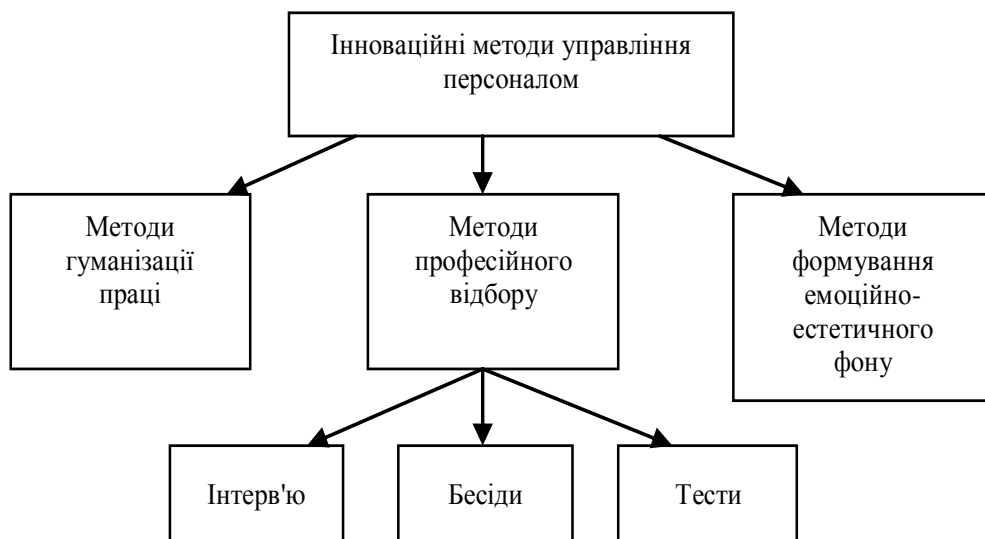 Інноваційні методи управління
персоналом
Методи
гуманізації
праці
Методи
професійного
відбору
Методи
формування
емоційно-
естетичного
фону
Інтерв'ю
Бесіди
Тести